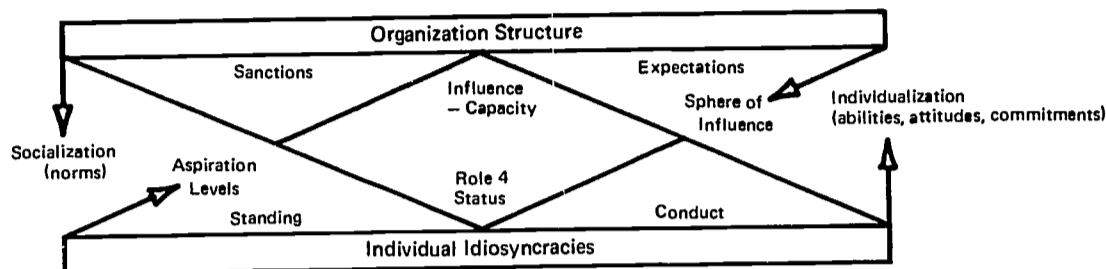 Organization Structure
Sanctions
Expectations
Influence
– Capacity
Sphere of
Influence
Individualization
(abilities, attitudes, commitments)
Socialization
(norms)
Aspiration
Levels
Role 4
Status
Standing
Conduct
Individual Idiosyncracies